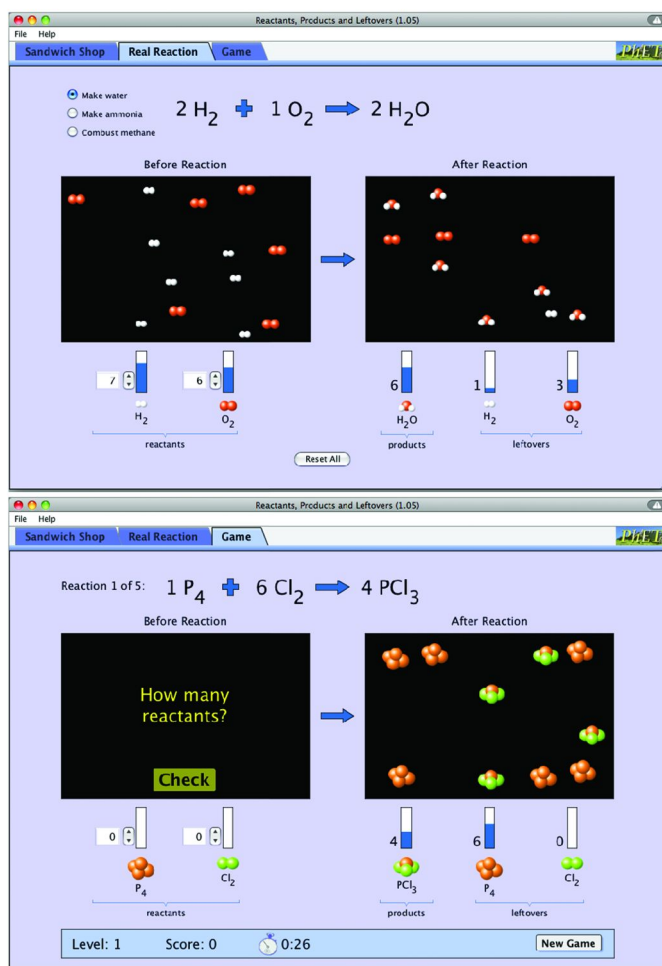 Reactants, Products and Leftovers (1.05)
File Help
Sandwich Shop Real Reaction Game
PhET
Make water
Make ammonia
Combust methane
2 H₂ + 1 O₂ → 2 H₂O
Before Reaction After Reaction
7 6 6 1 3
H₂ O₂ H₂O H₂ O₂
reactants products leftovers
Reset All
Reactants, Products and Leftovers (1.05)
File Help
Sandwich Shop Real Reaction Game
PhET
Reaction 1 of 5: 1 P₄ + 6 Cl₂ → 4 PCl₃
Before Reaction After Reaction
How many
reactants?
Check
0 0 4 6 0
P₄ Cl₂ PCl₃ P₄ Cl₂
reactants products leftovers
Level: 1 Score: 0 0:26 New Game